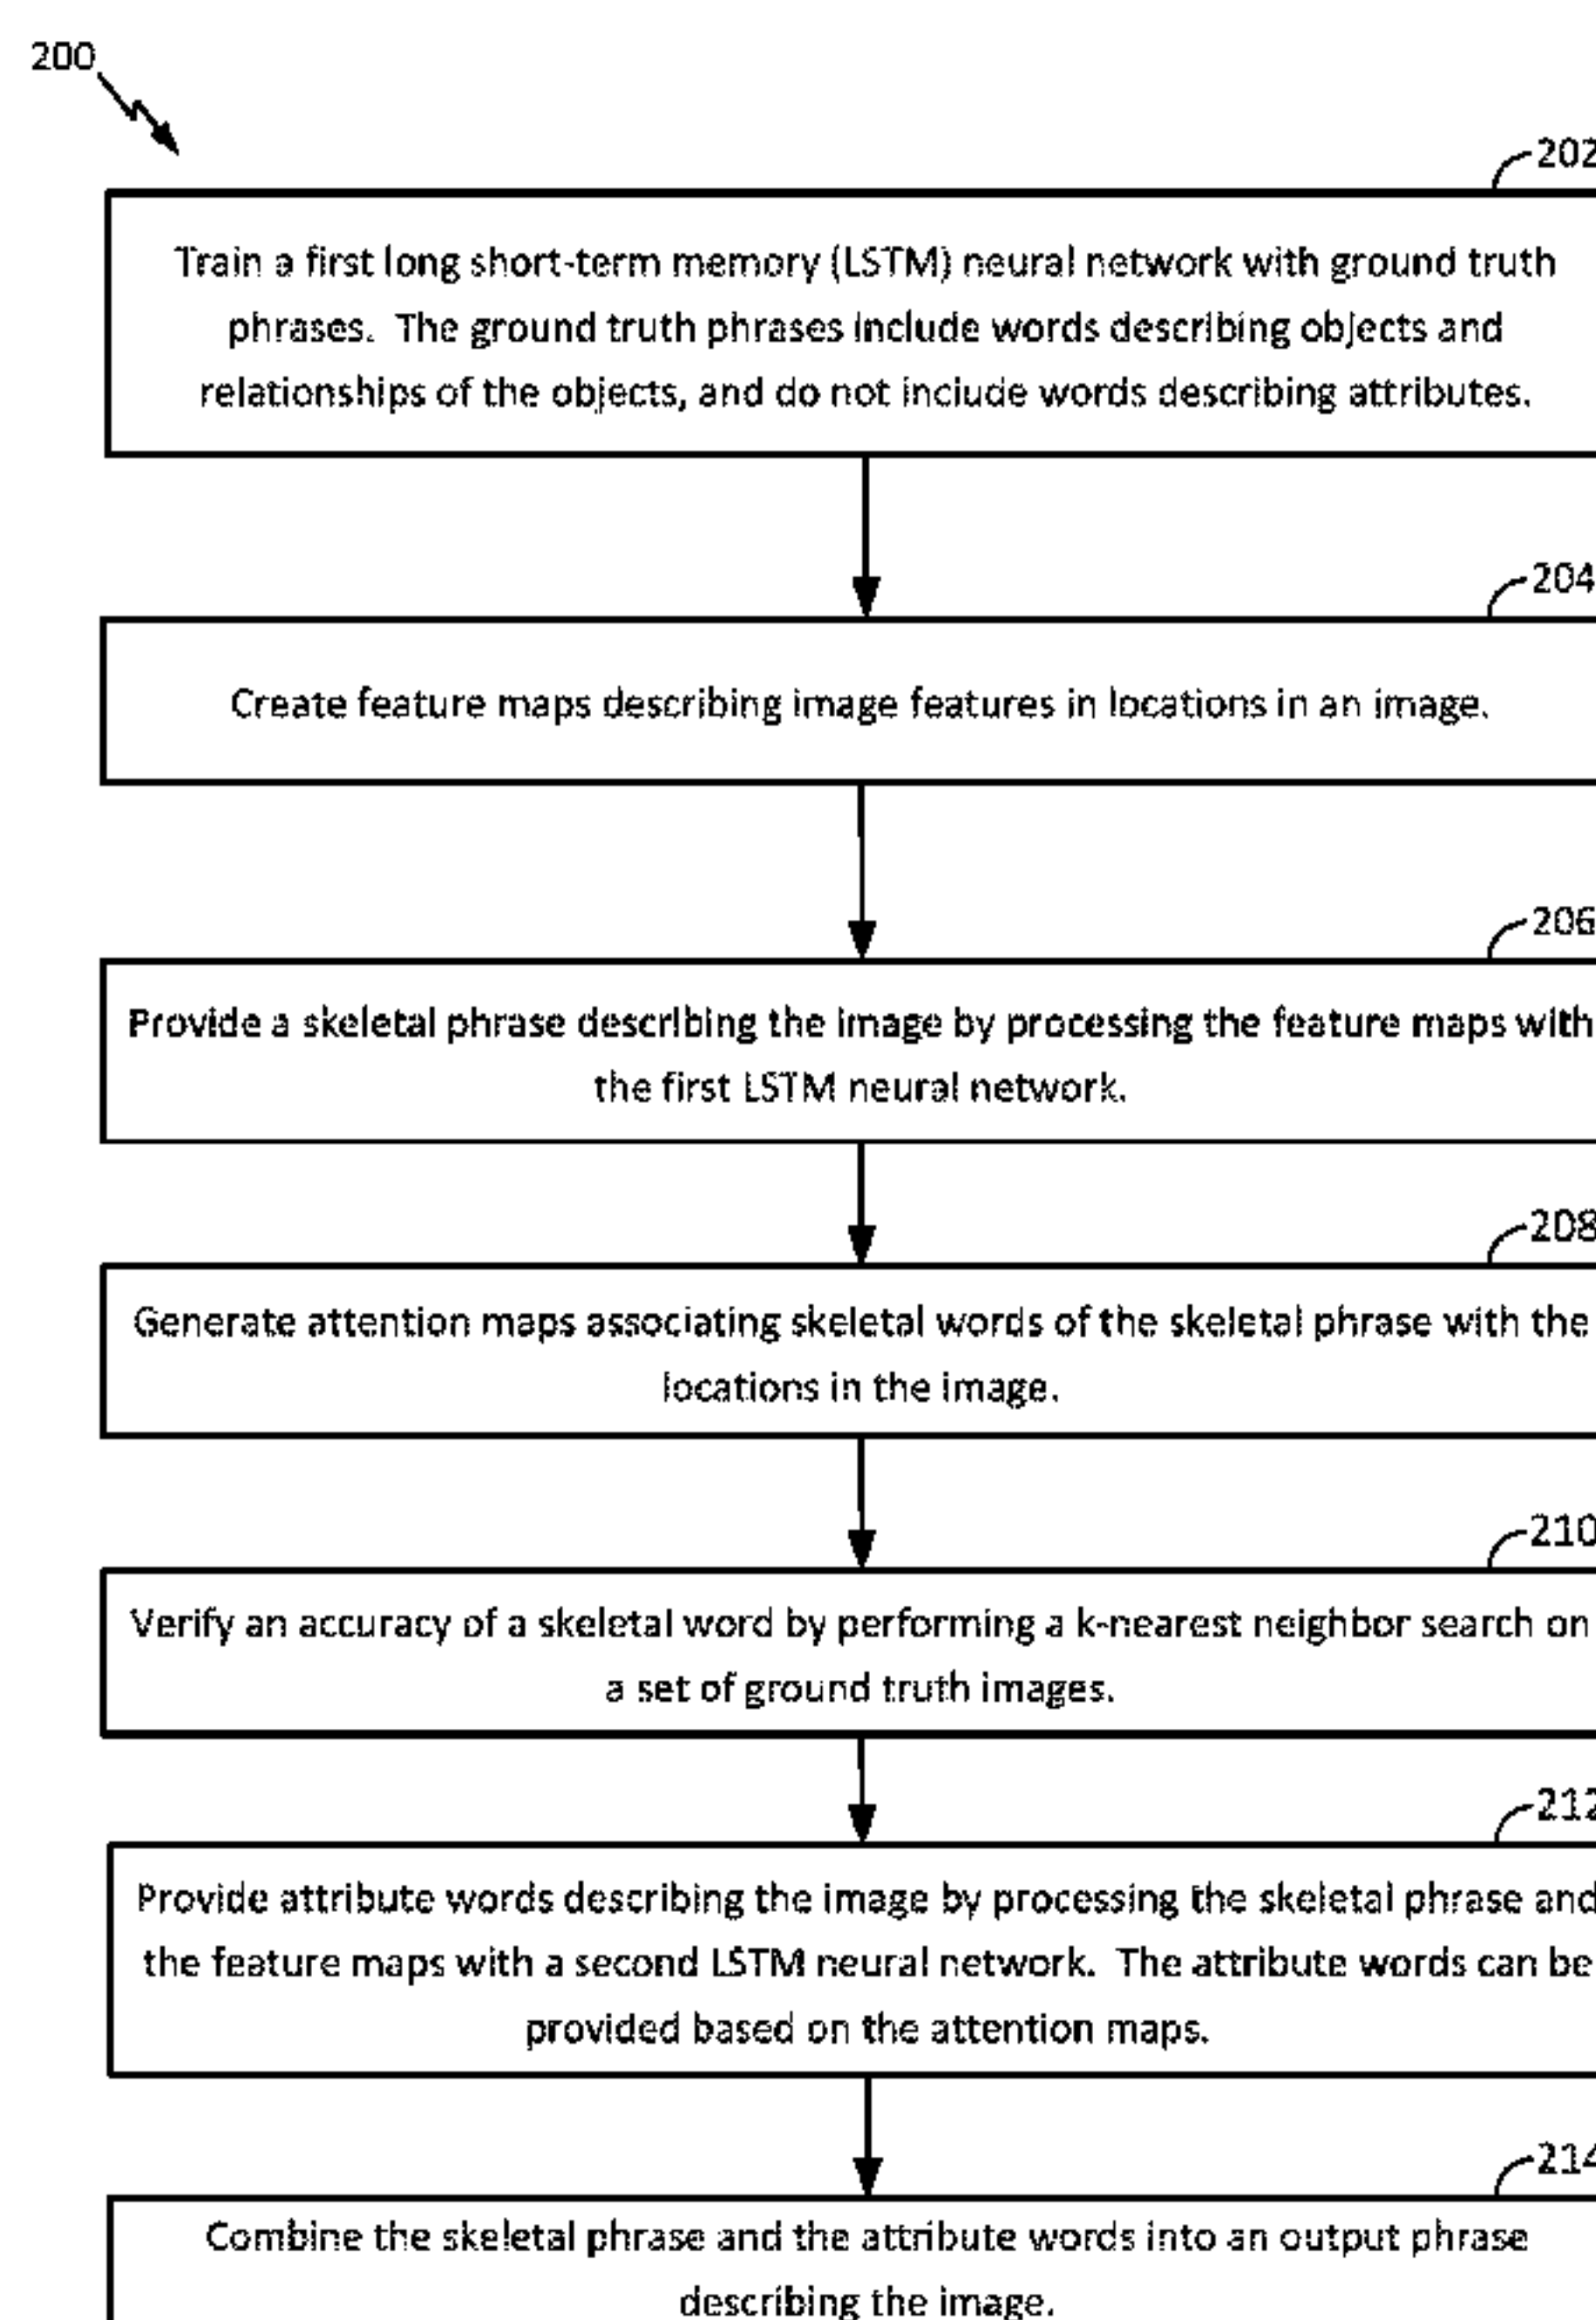 200
202
Train a first long short-term memory (LSTM) neural network with ground truth
phrases. The ground truth phrases include words describing objects and
relationships of the objects, and do not include words describing attributes.
204
Create feature maps describing image features in locations in an image.
206
Provide a skeletal phrase describing the image by processing the feature maps with
the first LSTM neural network.
208
Generate attention maps associating skeletal words of the skeletal phrase with the
locations in the image.
210
Verify an accuracy of a skeletal word by performing a k-nearest neighbor search on
a set of ground truth images.
212
Provide attribute words describing the image by processing the skeletal phrase and
the feature maps with a second LSTM neural network. The attribute words can be
provided based on the attention maps.
214
Combine the skeletal phrase and the attribute words into an output phrase
describing the image.